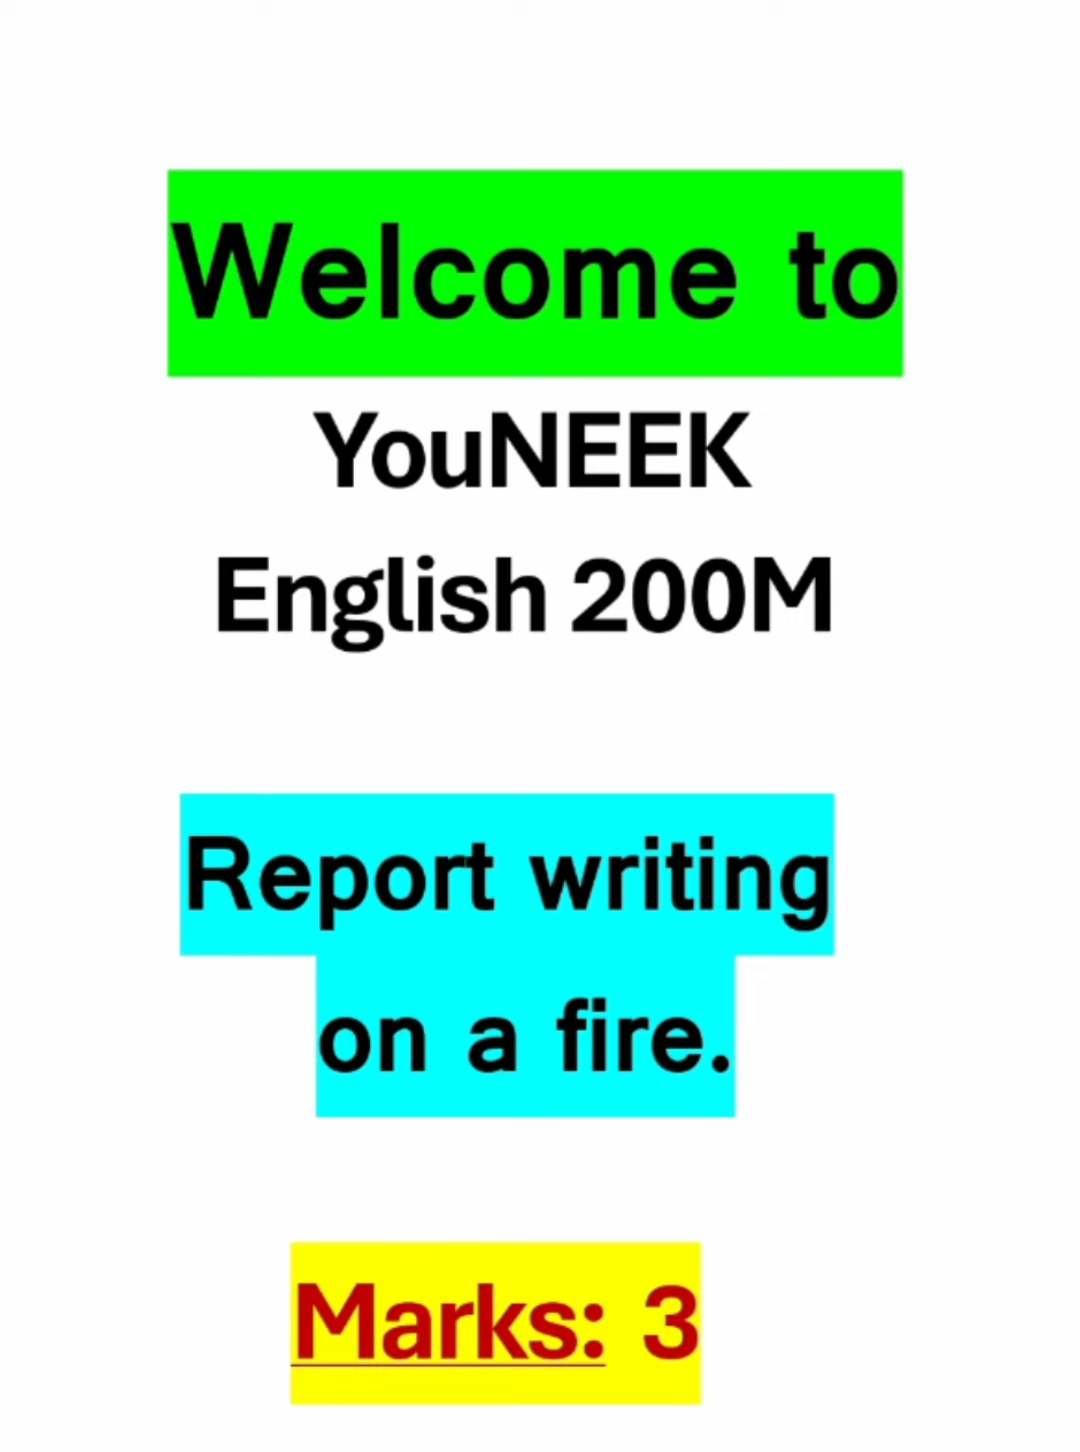 Welcome to
YouNEEK
English 200M
Report writing
on a fire.
Marks: 3